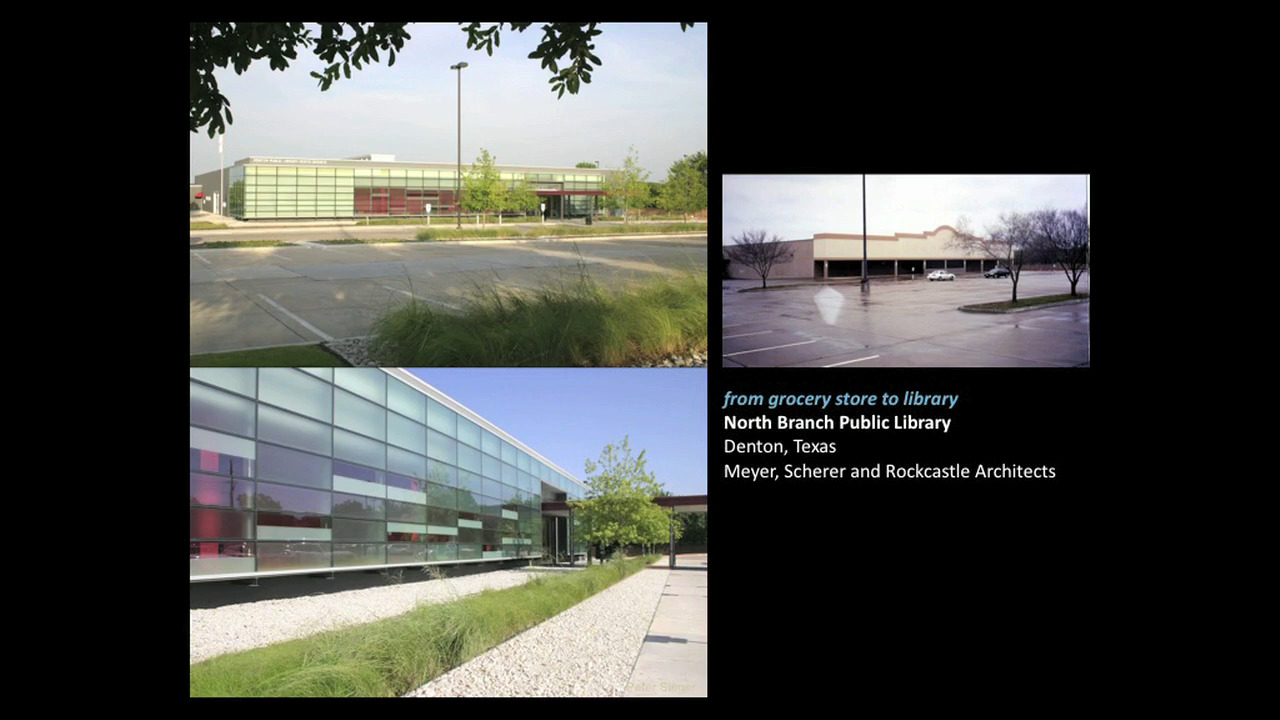 from grocery store to library
North Branch Public Library
Denton, Texas
Meyer, Scherer and Rockcastle Architects